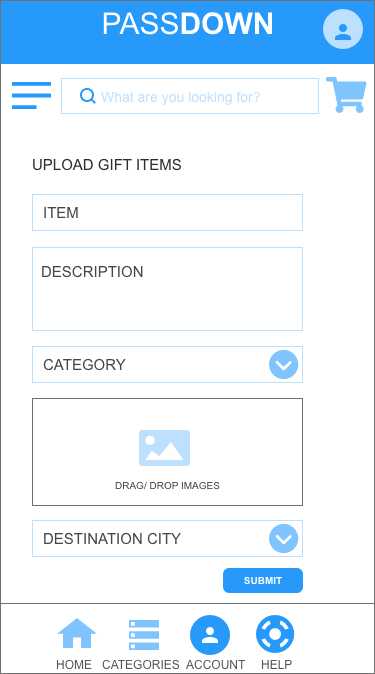 PASSDOWN
What are you looking for?
UPLOAD GIFT ITEMS
ITEM
DESCRIPTION
CATEGORY
DRAG/ DROP IMAGES
DESTINATION CITY
SUBMIT
HOME CATEGORIES ACCOUNT HELP